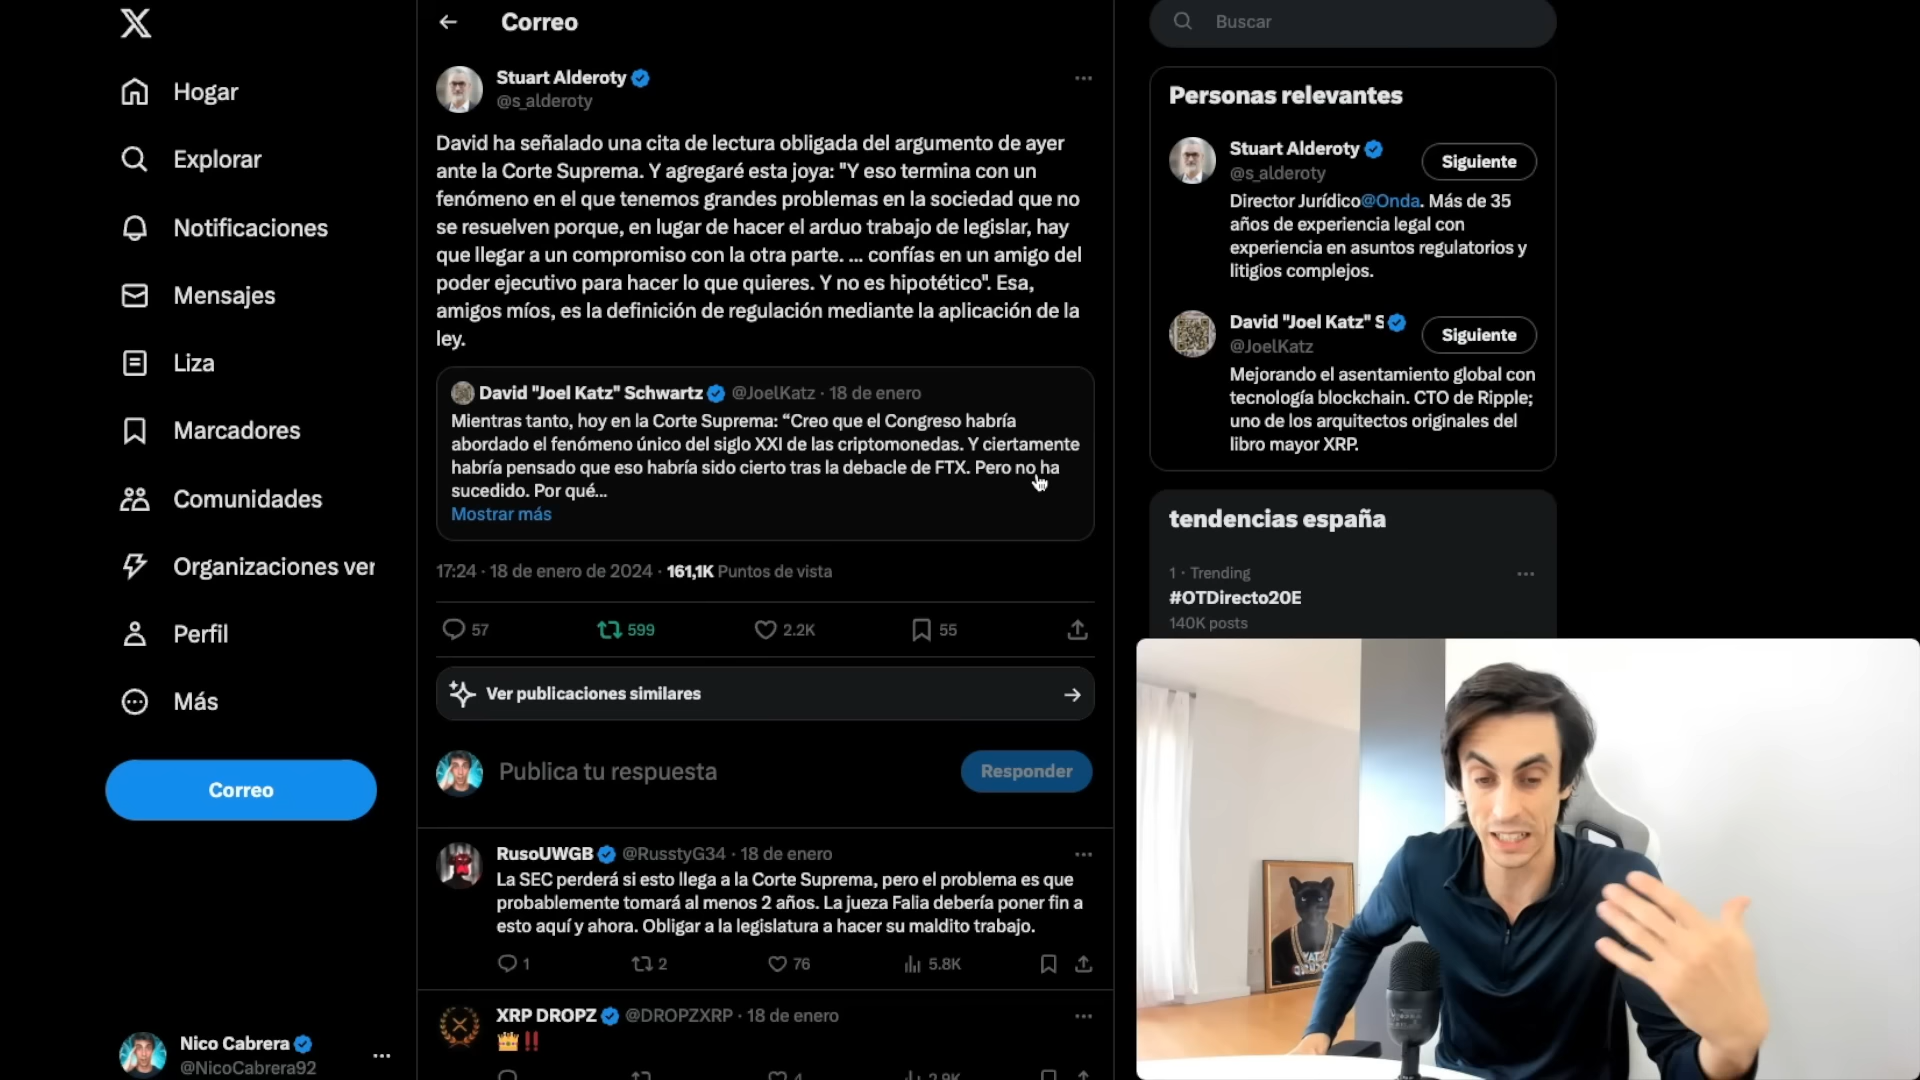 Hogar
Explorar
Notificaciones
Mensajes
Liza
Marcadores
Comunidades
Organizaciones ver
Perfil
Más
Correo
Nico Cabrera
@NicoCabrera92
Correo
Stuart Alderoty
@s_alderoty
David ha señalado una cita de lectura obligada del argumento de ayer
ante la Corte Suprema. Y agregaré esta joya: "Y eso termina con un
fenómeno en el que tenemos grandes problemas en la sociedad que no
se resuelven porque, en lugar de hacer el arduo trabajo de legislar, hay
que llegar a un compromiso con la otra parte. ... confías en un amigo del
poder ejecutivo para hacer lo que quieres. Y no es hipotético". Esa,
amigos míos, es la definición de regulación mediante la aplicación de la
ley.
David "Joel Katz" Schwartz @JoelKatz · 18 de enero
Mientras tanto, hoy en la Corte Suprema: “Creo que el Congreso habría
abordado el fenómeno único del siglo XXI de las criptomonedas. Y ciertamente
habría pensado que eso habría sido cierto tras la debacle de FTX. Pero no ha
sucedido. Por qué...
Mostrar más
17:24 · 18 de enero de 2024 · 161,1K Puntos de vista
57 599 2.2K 55
Ver publicaciones similares
Publica tu respuesta
Responder
RusoUWGB @RusstyG34 · 18 de enero
La SEC perderá si esto llega a la Corte Suprema, pero el problema es que
probablemente tomará al menos 2 años. La jueza Falia debería poner fin a
esto aquí y ahora. Obligar a la legislatura a hacer su maldito trabajo.
1 2 76 5.8K
XRP DROPZ @DROPZXRP · 18 de enero
👑‼️
4 2.9K
Buscar
Personas relevantes
Stuart Alderoty
@s_alderoty
Siguiente
Director Jurídico@Onda. Más de 35
años de experiencia legal con
experiencia en asuntos regulatorios y
litigios complejos.
David "Joel Katz" S
@JoelKatz
Siguiente
Mejorando el asentamiento global con
tecnología blockchain. CTO de Ripple;
uno de los arquitectos originales del
libro mayor XRP.
tendencias españa
1 · Trending
#OTDirecto20E
140K posts